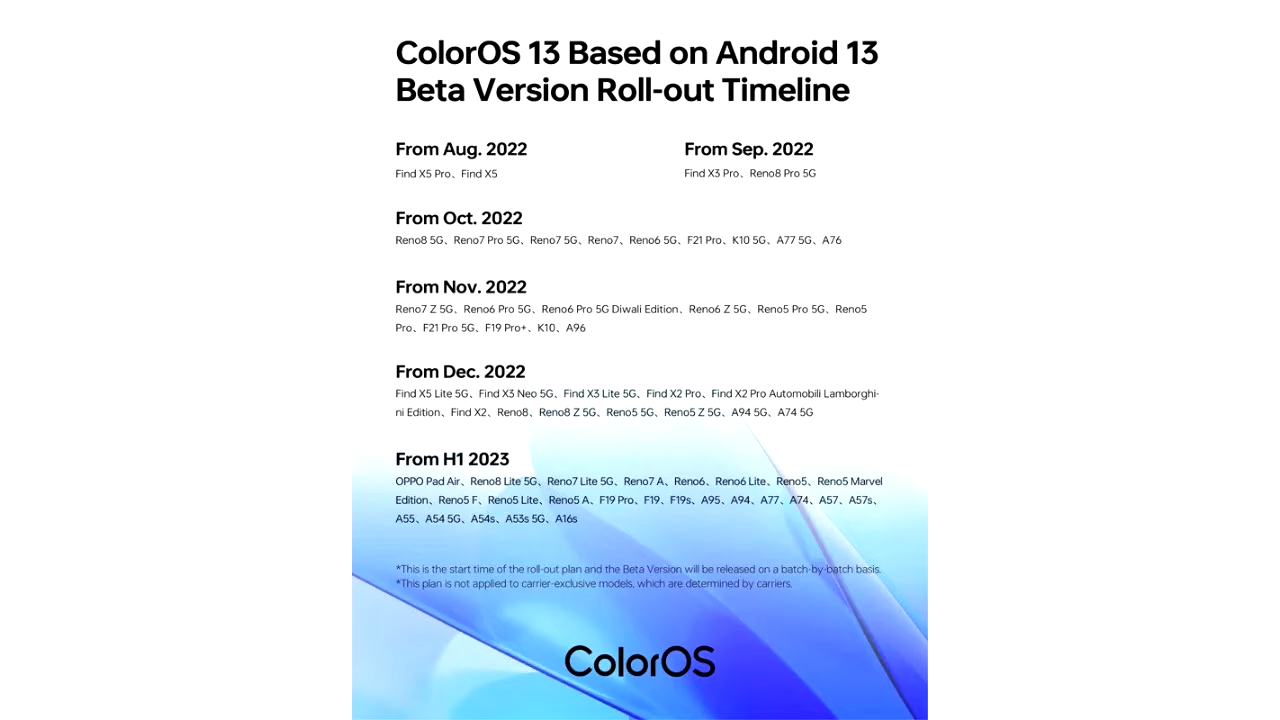 ColorOS 13 Based on Android 13
Beta Version Roll-out Timeline
From Aug. 2022
Find X5 Pro、Find X5
From Sep. 2022
Find X3 Pro、Reno8 Pro 5G
From Oct. 2022
Reno8 5G、Reno7 Pro 5G、Reno7 5G、Reno7、Reno6 5G、F21 Pro、K10 5G、A77 5G、A76
From Nov. 2022
Reno7 Z 5G、Reno6 Pro 5G、Reno6 Pro 5G Diwali Edition、Reno6 Z 5G、Reno5 Pro 5G、Reno5
Pro、F21 Pro 5G、F19 Pro+、K10、A96
From Dec. 2022
Find X5 Lite 5G、Find X3 Neo 5G、Find X3 Lite 5G、Find X2 Pro、Find X2 Pro Automobili Lamborghi-
ni Edition、Find X2、Reno8、Reno8 Z 5G、Reno5 5G、Reno5 Z 5G、A94 5G、A74 5G
From H1 2023
OPPO Pad Air、Reno8 Lite 5G、Reno7 Lite 5G、Reno7 A、Reno6、Reno6 Lite、Reno5、Reno5 Marvel
Edition、Reno5 F、Reno5 Lite、Reno5 A、F19 Pro、F19、F19s、A95、A94、A77、A74、A57、A57s、
A55、A54 5G、A54s、A53s 5G、A16s
*This is the start time of the roll-out plan and the Beta Version will be released on a batch-by-batch basis.
*This plan is not applied to carrier-exclusive models, which are determined by carriers.
ColorOS